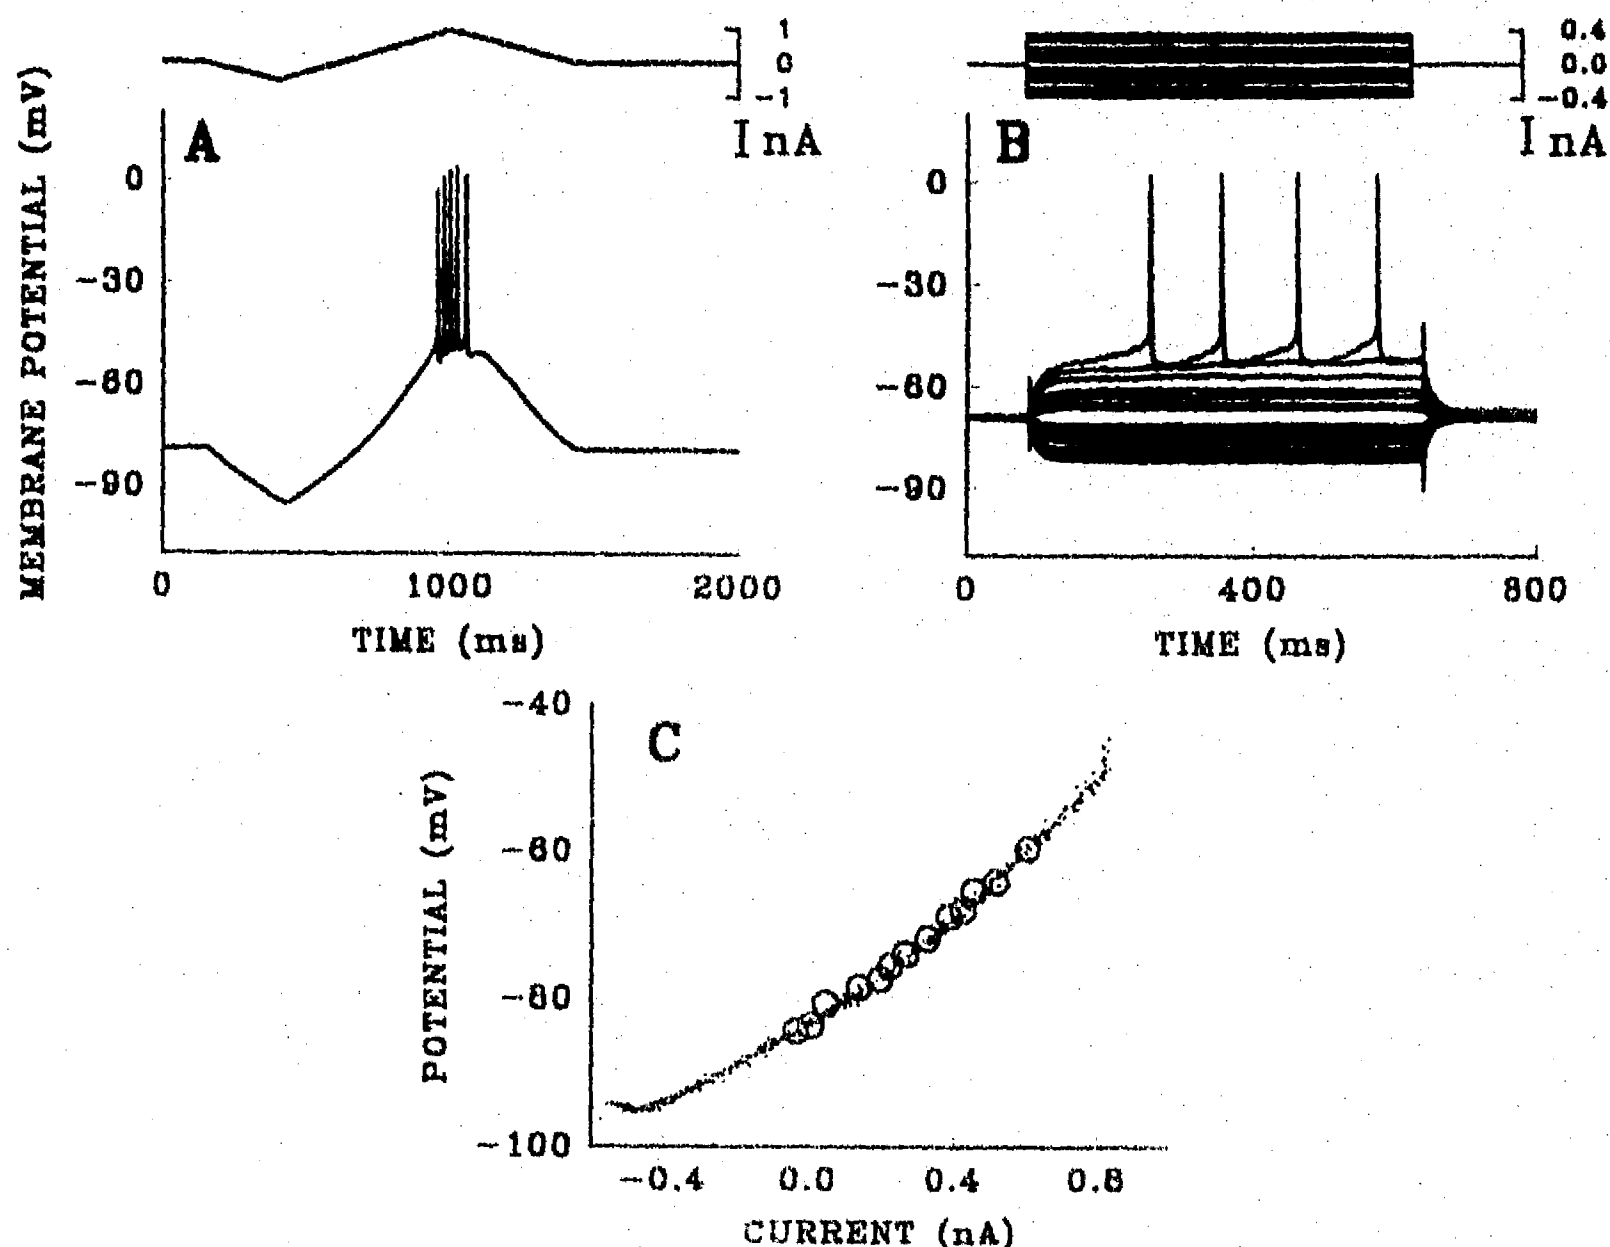 MEMBRANE POTENTIAL (mV)
A
0
−30
−60
−90
0 1000 2000
TIME (ms)
1
0
−1
I nA
B
0
−30
−60
−90
0 400 800
TIME (ms)
0.4
0.0
−0.4
I nA
C
POTENTIAL (mV)
−40
−60
−80
−100
−0.4 0.0 0.4 0.8
CURRENT (nA)